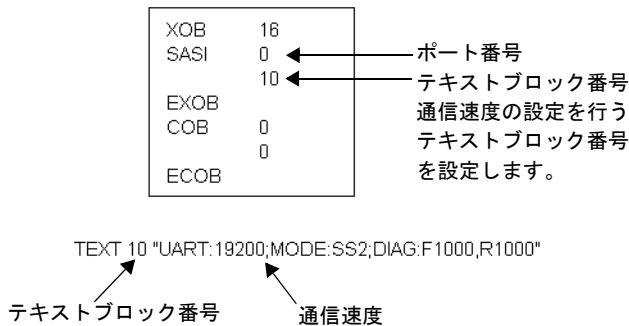 XOB 16
SASI 0
ポート番号
10
テキストブロック番号
通信速度の設定を行う
テキストブロック番号
を設定します。
EXOB
COB 0
0
ECOB
TEXT 10 "UART:19200;MODE:SS2;DIAG:F1000,R1000"
テキストブロック番号
通信速度